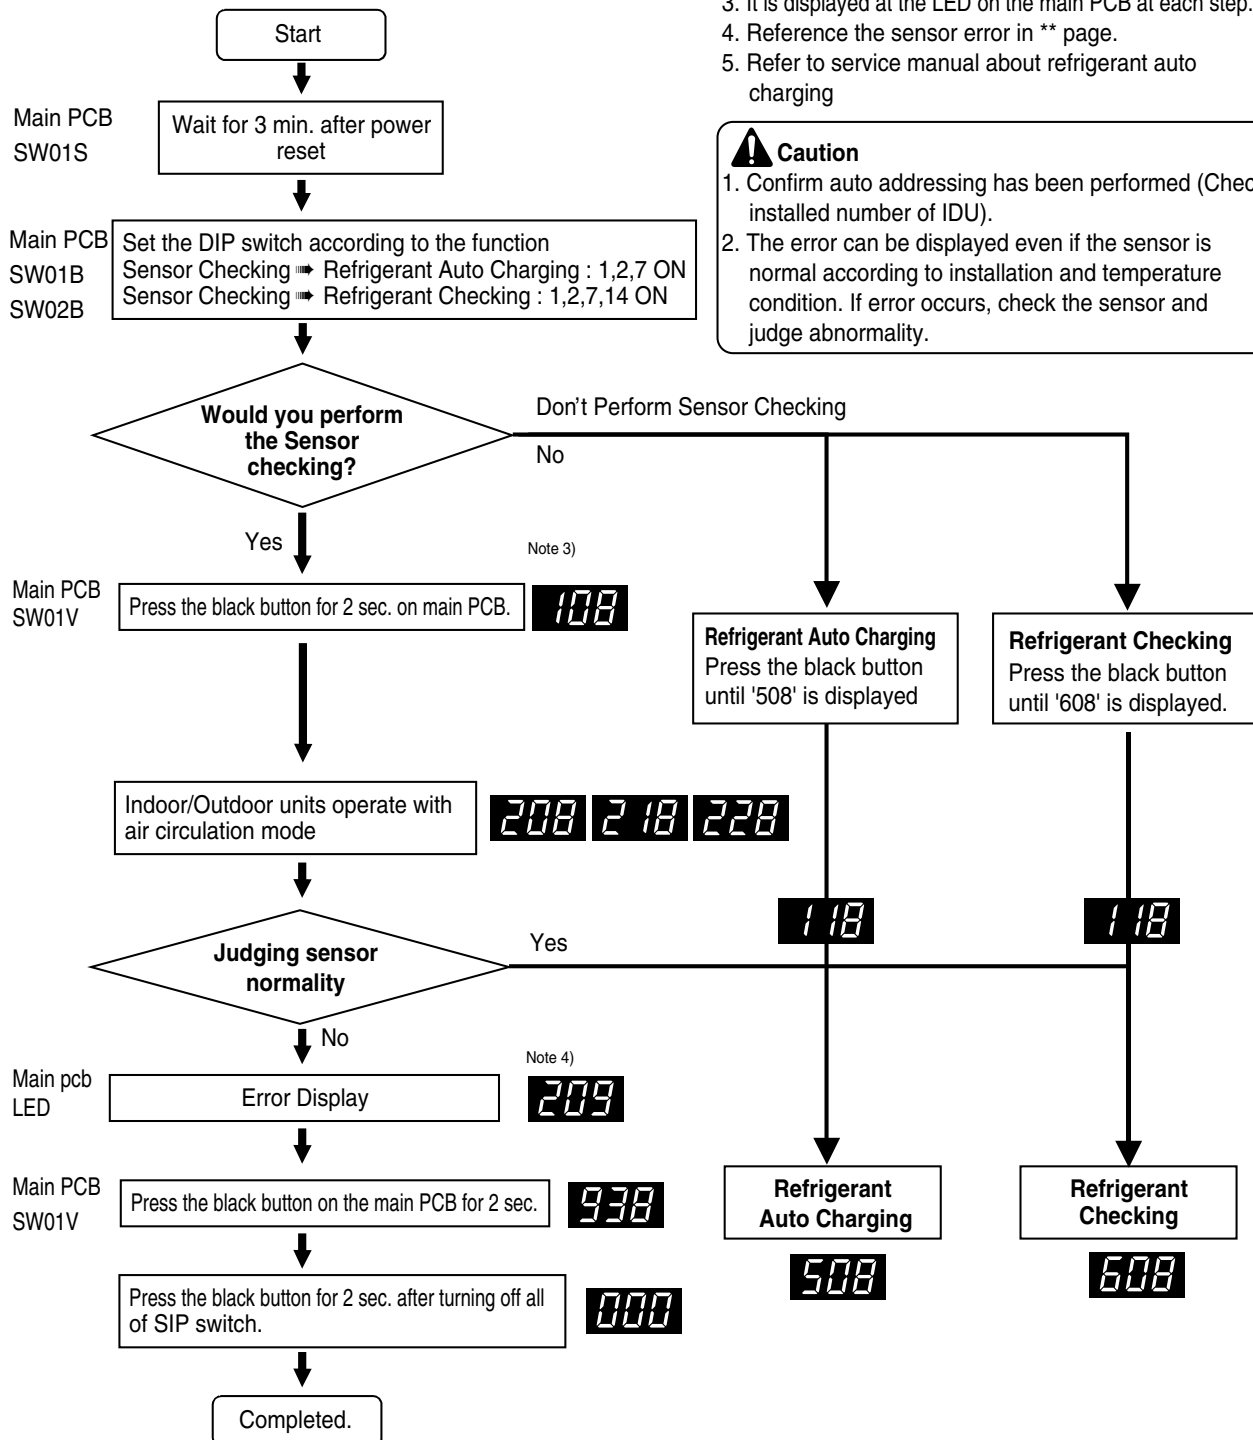 3. It is displayed at the LED on the main PCB at each step.
4. Reference the sensor error in ** page.
5. Refer to service manual about refrigerant auto
charging
Caution
1. Confirm auto addressing has been performed (Chec
installed number of IDU).
2. The error can be displayed even if the sensor is
normal according to installation and temperature
condition. If error occurs, check the sensor and
judge abnormality.
Start
Main PCB
SW01S
Wait for 3 min. after power
reset
Main PCB
SW01B
SW02B
Set the DIP switch according to the function
Sensor Checking ➠ Refrigerant Auto Charging : 1,2,7 ON
Sensor Checking ➠ Refrigerant Checking : 1,2,7,14 ON
Would you perform
the Sensor
checking?
Don't Perform Sensor Checking
No
Yes
Note 3)
Main PCB
SW01V
Press the black button for 2 sec. on main PCB.
108
Refrigerant Auto Charging
Press the black button
until '508' is displayed
Refrigerant Checking
Press the black button
until '608' is displayed.
Indoor/Outdoor units operate with
air circulation mode
208 218 228
118
118
Judging sensor
normality
Yes
No
Note 4)
Main pcb
LED
Error Display
209
Main PCB
SW01V
Press the black button on the main PCB for 2 sec.
938
Refrigerant
Auto Charging
508
Refrigerant
Checking
608
Press the black button for 2 sec. after turning off all
of SIP switch.
000
Completed.